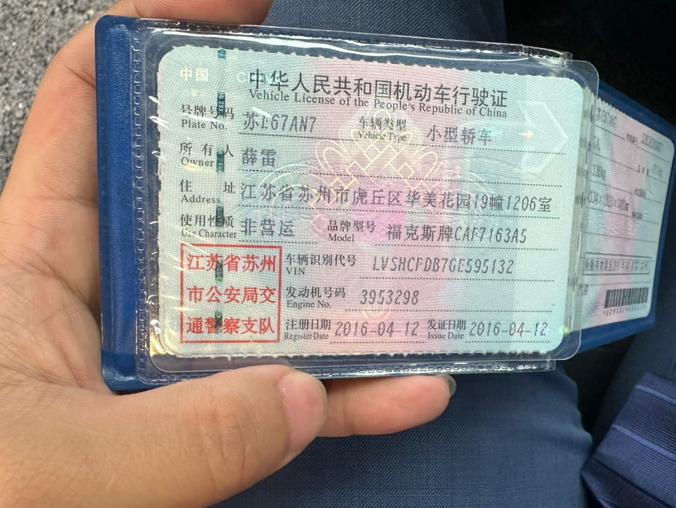 中国
中华人民共和国机动车行驶证
Vehicle License of the People's Republic of China
号牌号码 苏E67AN7 车辆类型 小型轿车
Plate No. Vehicle Type
所有人 薛雷
Owner
住址 江苏省苏州市虎丘区华美花园19幢1206室
Address
使用性质 非营运 品牌型号 福克斯牌CAF7163A5
Use Character Model
江苏省苏州
市公安局交
通警察支队
车辆识别代号 LVSHCFDB7GE595132
VIN
发动机号码 3953298
Engine No.
注册日期 2016-04-12 发证日期 2016-04-12
Register Date Issue Date